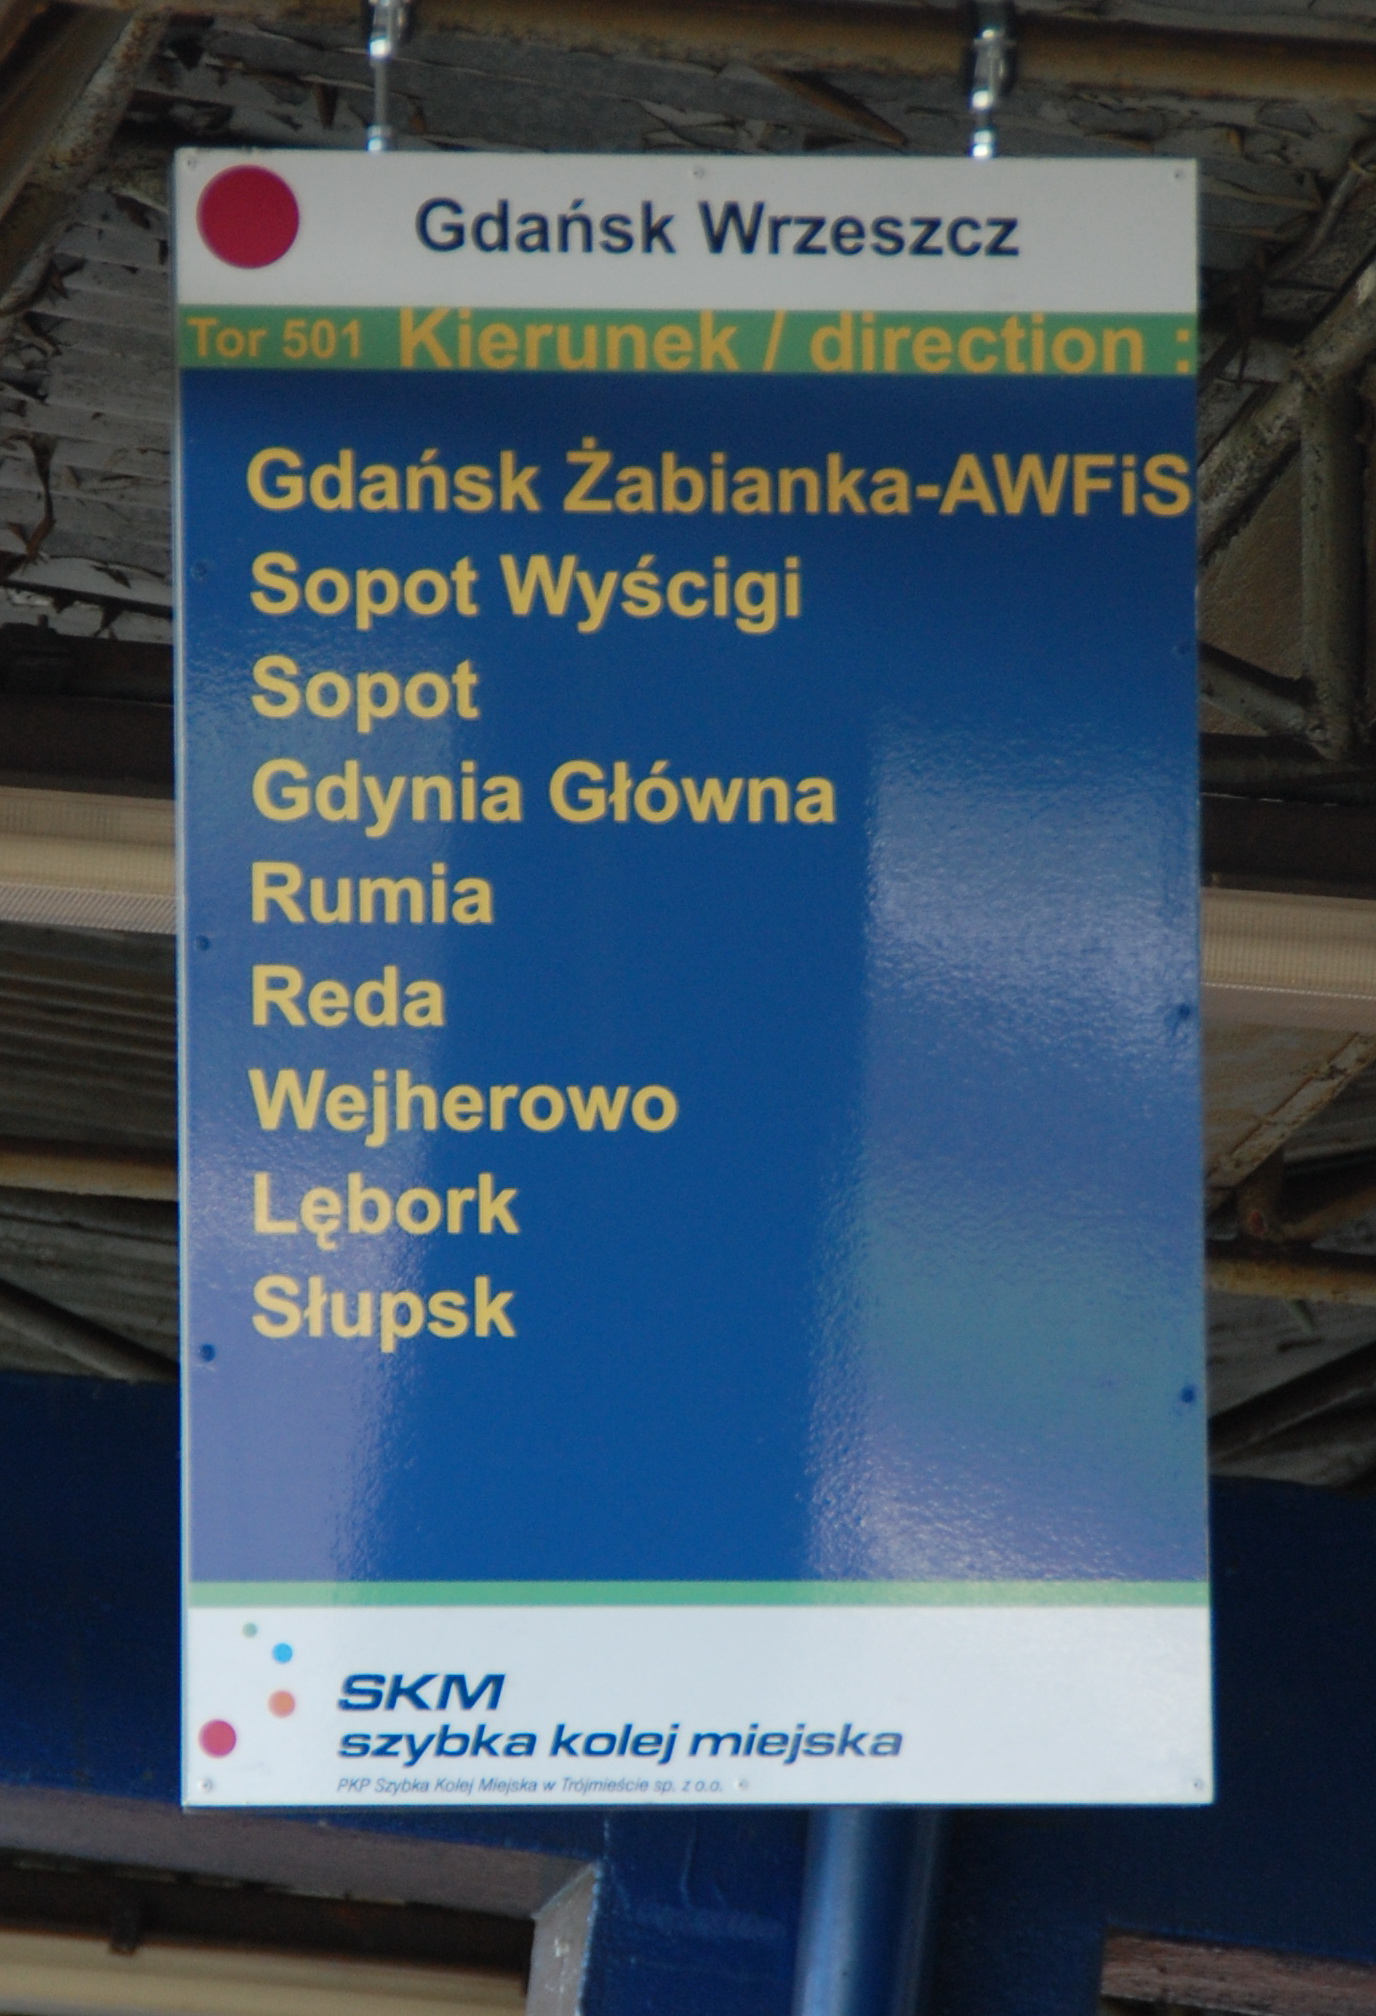 Gdańsk Wrzeszcz
Tor 501 Kierunek / direction :
Gdańsk Żabianka-AWFiS
Sopot Wyścigi
Sopot
Gdynia Główna
Rumia
Reda
Wejherowo
Lębork
Słupsk
SKM
szybka kolej miejska
PKP Szybka Kolej Miejska w Trójmieście sp. z o.o.